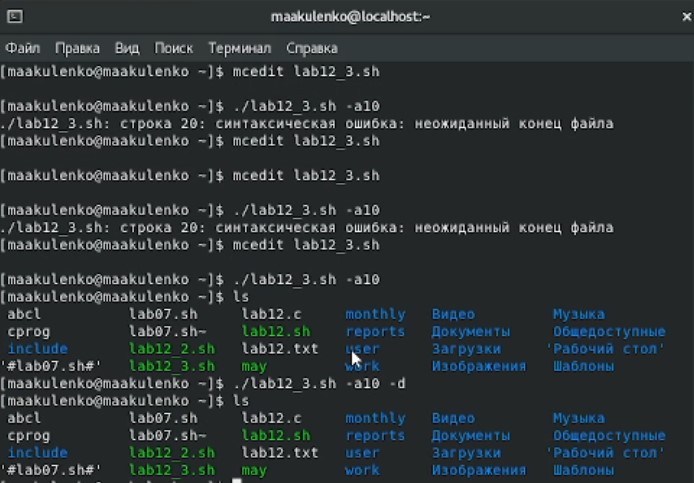 maakulenko@localhost:~
Файл Правка Вид Поиск Терминал Справка
[maakulenko@maakulenko ~]$ mcedit lab12_3.sh
[maakulenko@maakulenko ~]$ ./lab12_3.sh -a10
./lab12_3.sh: строка 20: синтаксическая ошибка: неожиданный конец файла
[maakulenko@maakulenko ~]$ mcedit lab12_3.sh
[maakulenko@maakulenko ~]$ mcedit lab12_3.sh
[maakulenko@maakulenko ~]$ ./lab12_3.sh -a10
./lab12_3.sh: строка 20: синтаксическая ошибка: неожиданный конец файла
[maakulenko@maakulenko ~]$ mcedit lab12_3.sh
[maakulenko@maakulenko ~]$ ./lab12_3.sh -a10
[maakulenko@maakulenko ~]$ ls
abcl lab07.sh lab12.c monthly Видео Музыка
cprog lab07.sh~ lab12.sh reports Документы Общедоступные
include lab12_2.sh lab12.txt user Загрузки 'Рабочий стол'
'#lab07.sh#' lab12_3.sh may work Изображения Шаблоны
[maakulenko@maakulenko ~]$ ./lab12_3.sh -a10 -d
[maakulenko@maakulenko ~]$ ls
abcl lab07.sh lab12.c monthly Видео Музыка
cprog lab07.sh~ lab12.sh reports Документы Общедоступные
include lab12_2.sh lab12.txt user Загрузки 'Рабочий стол'
'#lab07.sh#' lab12_3.sh may work Изображения Шаблоны